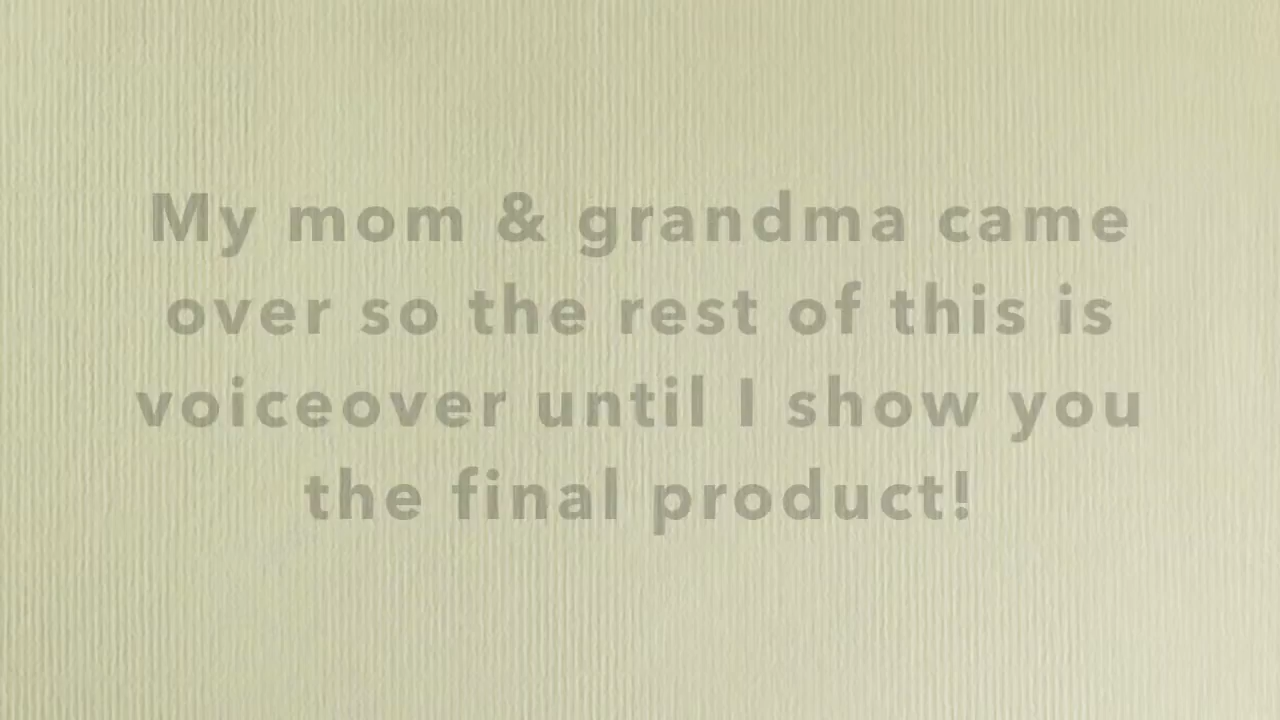 My mom & grandma came
over so the rest of this is
voiceover until I show you
the final product!